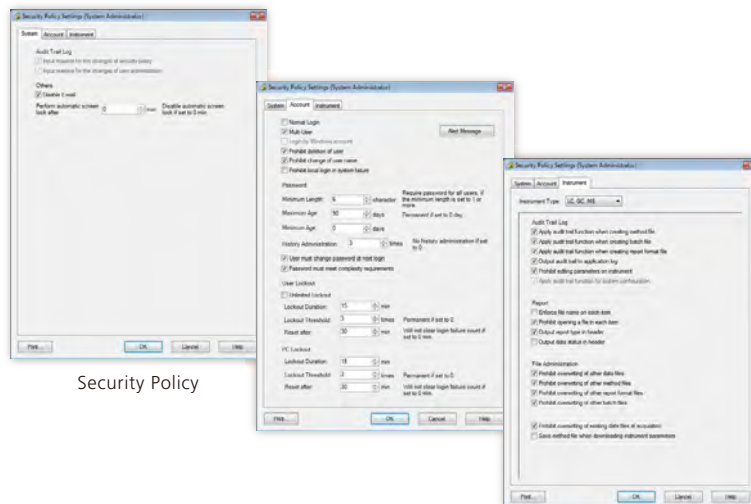 Security Policy Settings (System Administrator)
System Account Instrument
Audit Trail Log
Input reasons for the changes of security policy
Input reasons for the changes of user administration
Others
Disable E-mail
Perform automatic screen lock after 0 min Disable automatic screen lock if set to 0 min.
Print... OK Cancel Help
Security Policy
Security Policy Settings (System Administrator)
System Account Instrument
Normal Login
Multi User Alert Message
Login by Windows account
Prohibit deletion of user
Prohibit change of user name
Prohibit local login in system failure
Password
Minimum Length: 6 character Require password for all users, if the minimum length is set to 1 or more.
Maximum Age: 90 days Permanent if set to 0 day.
Minimum Age: 0 days
History Administration: 3 times No history administration if set to 0.
User must change password at next login
Password must meet complexity requirements
User Lockout
Unlimited Lockout
Lockout Duration: 15 min
Lockout Threshold: 3 times Permanent if set to 0
Reset after: 30 min Will not clear login failure count if set to 0 min.
PC Lockout
Lockout Duration: 15 min
Lockout Threshold: 3 times Permanent if set to 0
Reset after: 30 min Will not clear login failure count if set to 0 min.
Print... OK Cancel Help
Security Policy Settings (System Administrator)
System Account Instrument
Instrument Type: LC, GC, MS
Audit Trail Log
Apply audit trail function when creating method file
Apply audit trail function when creating batch file
Apply audit trail function when creating report format file
Output audit trail to application log
Prohibit editing parameters on instrument
Apply audit trail function for system configuration
Report
Enforce file name on each item
Prohibit opening a file in each item
Output report type in header
Output data status in header
File Administration
Prohibit overwriting of other data files
Prohibit overwriting of other method files
Prohibit overwriting of other report format files
Prohibit overwriting of other batch files
Prohibit overwriting of existing data files at acquisition
Save method file when downloading instrument parameters
Print... OK Cancel Help